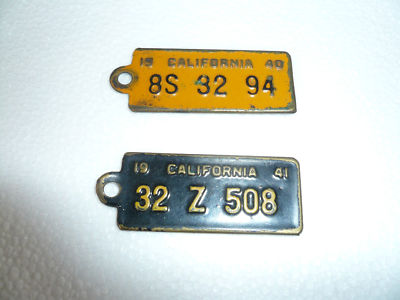 19 CALIFORNIA 40
8S 32 94
19 CALIFORNIA 41
32 Z 508